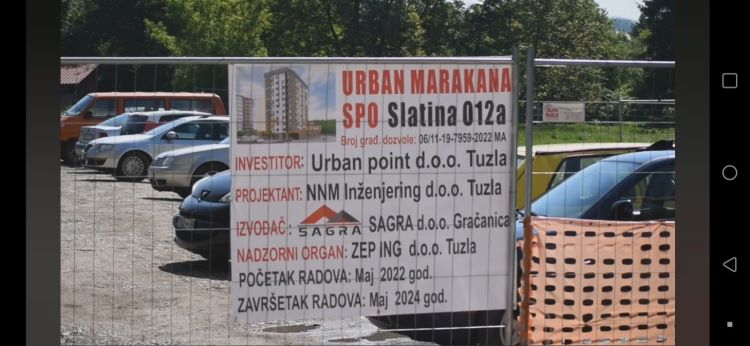 URBAN MARAKANA
SPO Slatina O12a
Broj građ. dozvole: 06/11-19-7959-2022 MA
INVESTITOR: Urban point d.o.o. Tuzla
PROJEKTANT: NNM Inženjering d.o.o. Tuzla
IZVOĐAČ: SAGRA SAGRA d.o.o. Gračanica
NADZORNI ORGAN: ZEP ING d.o.o. Tuzla
POČETAK RADOVA: Maj 2022 god.
ZAVRŠETAK RADOVA: Maj 2024 god.